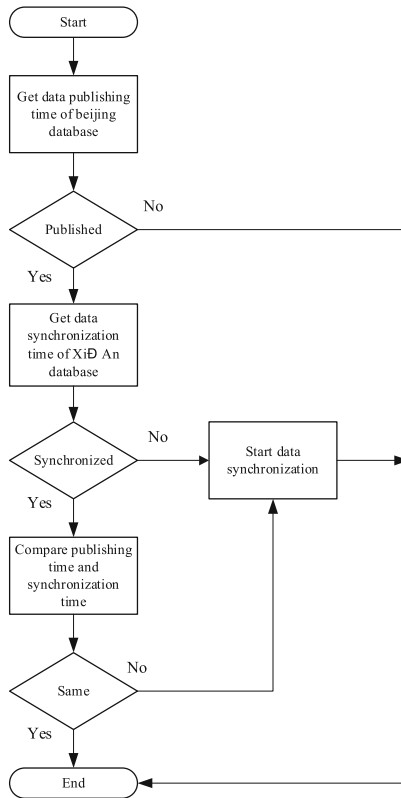 Start
Get data publishing
time of beijing
database
No
Published
Yes
Get data
synchronization
time of XiĐ An
database
No
Synchronized
Start data
synchronization
Yes
Compare publishing
time and
synchronization
time
No
Same
Yes
End